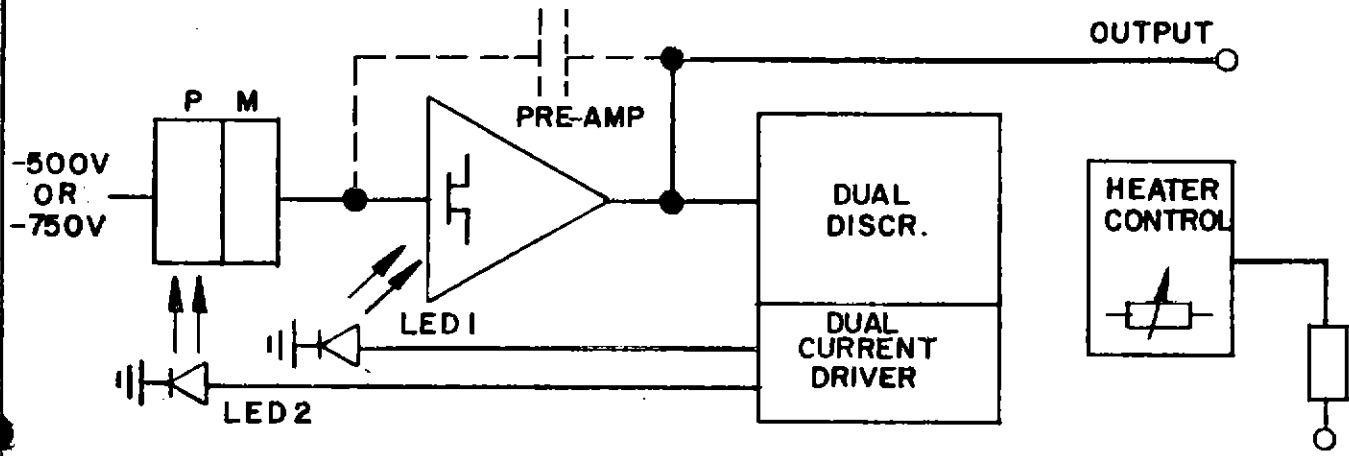 OUTPUT
P M
PRE-AMP
-500V
OR
-750V
DUAL
DISCR.
HEATER
CONTROL
LED1
DUAL
CURRENT
DRIVER
LED2